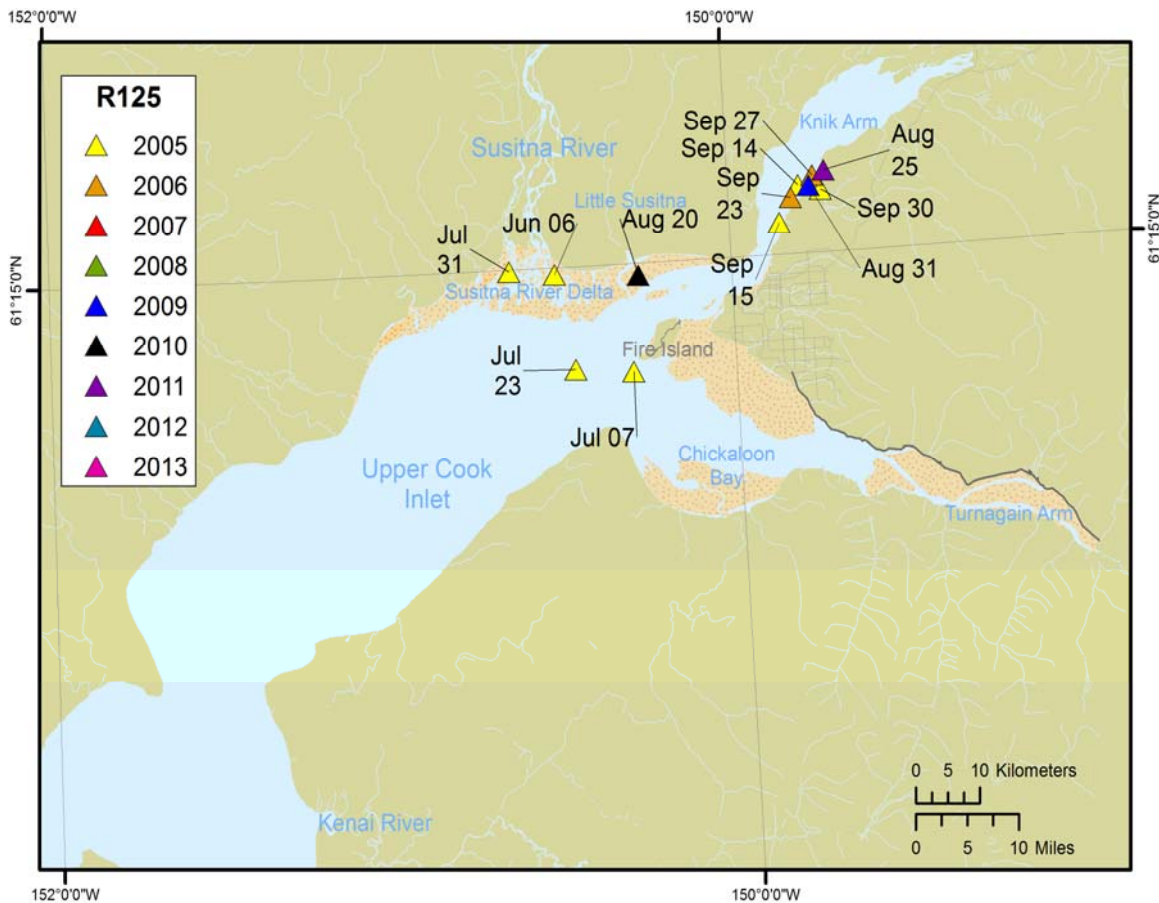 152°0'0"W
150°0'0"W
R125
2005
2006
2007
2008
2009
2010
2011
2012
2013
Knik Arm
Sep 27
Sep 14
Aug
25
Susitna River
Sep
23
Little Susitna
Sep 30
Jun 06
Aug 20
Jul
31
Sep
15
Aug 31
61°15'0"N
61°15'0"N
Susitna River Delta
Fire Island
Jul
23
Jul 07
Chickaloon
Bay
Upper Cook
Inlet
Turnagain Arm
0 5 10 Kilometers
0 5 10 Miles
Kenai River
152°0'0"W
150°0'0"W